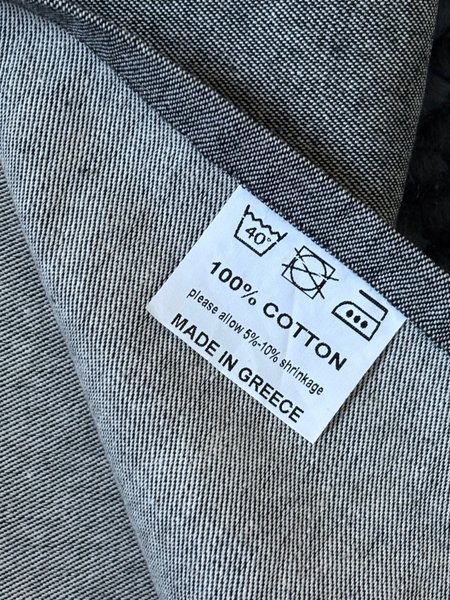 40°
100% COTTON
please allow 5%-10% shrinkage
MADE IN GREECE